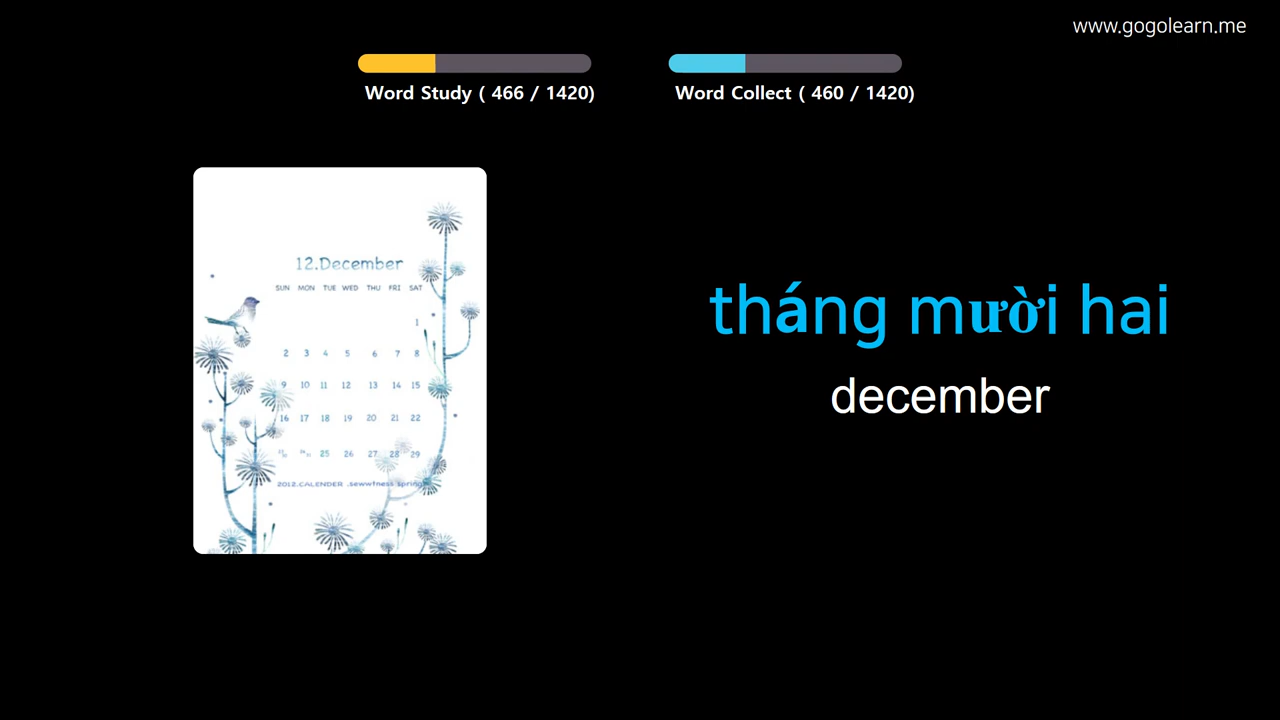 www.gogolearn.me
Word Study ( 466 / 1420)
Word Collect ( 460 / 1420)
12.December
SUN MON TUE WED THU FRI SAT
1
2 3 4 5 6 7 8
9 10 11 12 13 14 15
16 17 18 19 20 21 22
25 26 27 28 29
2012.CALENDER .sewwtness.spring
tháng mười hai
december